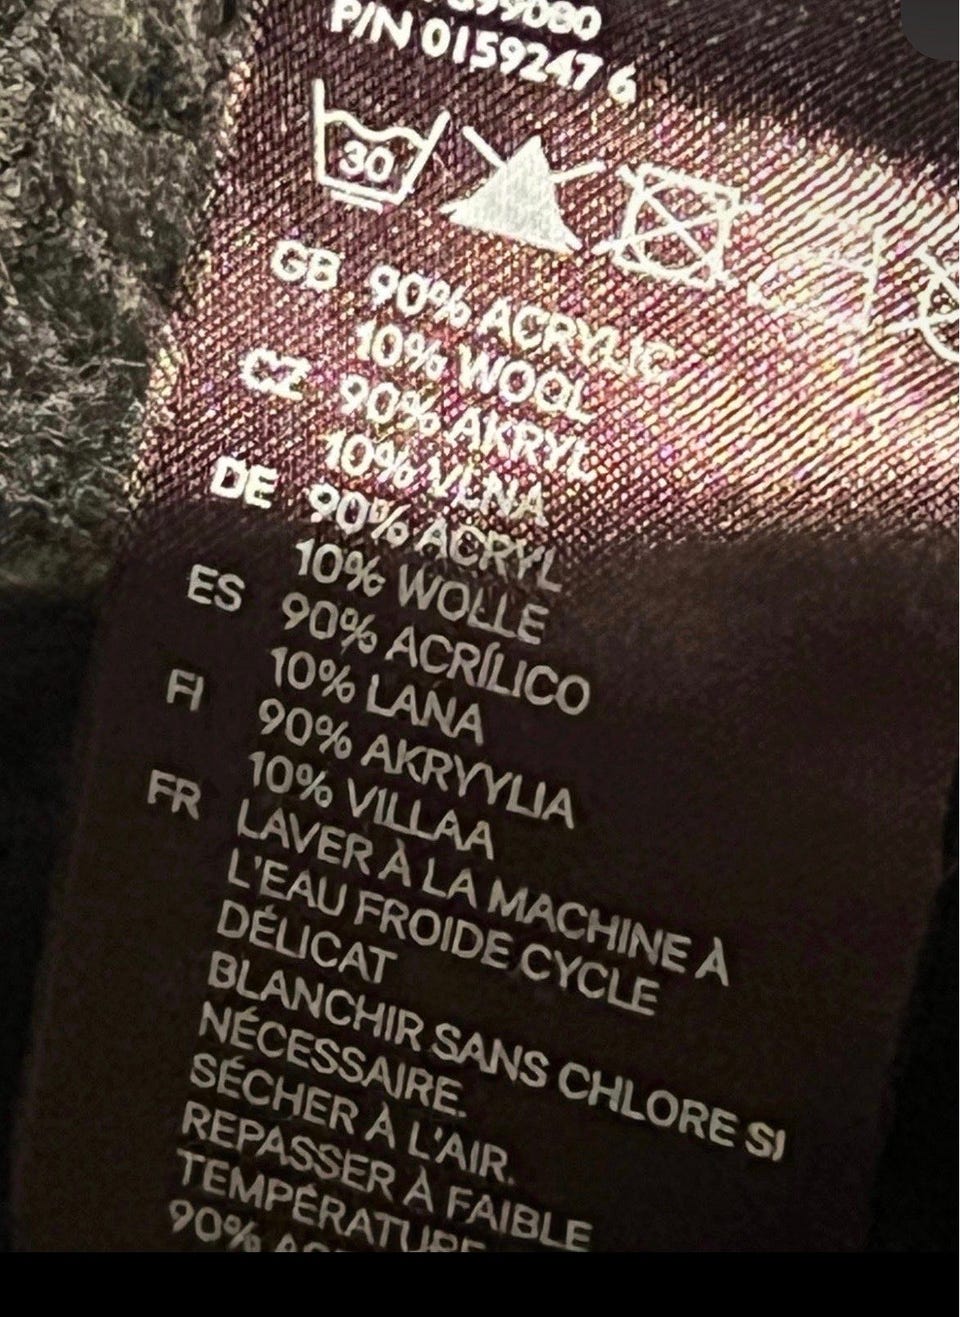 P/N 0159247 6
30
GB 90% ACRYLIC
10% WOOL
CZ 90% AKRYL
10% VLNA
DE 90% ACRYL
10% WOLLE
ES 90% ACRÍLICO
10% LANA
FI 90% AKRYYLIA
10% VILLAA
FR LAVER À LA MACHINE À
L'EAU FROIDE CYCLE
DÉLICAT
BLANCHIR SANS CHLORE SI
NÉCESSAIRE.
SÉCHER À L'AIR.
REPASSER À FAIBLE
TEMPÉRATURE
90%